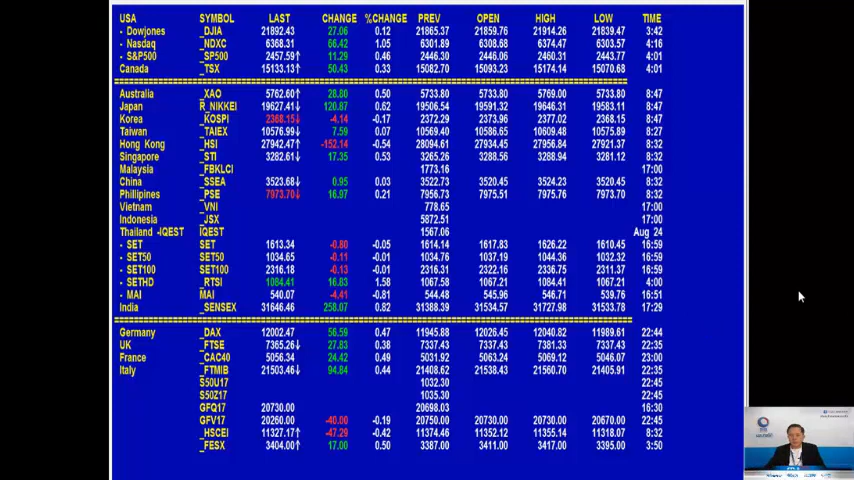 USA SYMBOL LAST CHANGE %CHANGE PREV OPEN HIGH LOW TIME
- Dowjones _DJIA 21892.43 27.06 0.12 21865.37 21859.76 21914.26 21839.47 3:42
- Nasdaq _NDXC 6368.31 66.42 1.05 6301.89 6308.68 6374.47 6303.57 4:16
- S&P500 _SP500 2457.59↑ 11.29 0.46 2446.30 2446.06 2460.31 2443.77 4:01
Canada _TSX 15133.13↑ 50.43 0.33 15082.70 15093.23 15174.14 15070.68 4:01
Australia _XAO 5762.60↑ 28.80 0.50 5733.80 5733.80 5769.00 5733.80 8:47
Japan R_NIKKEI 19627.41↓ 120.87 0.62 19506.54 19591.32 19646.31 19583.11 8:47
Korea _KOSPI 2368.15↓ -4.14 -0.17 2372.29 2373.96 2377.02 2368.15 8:47
Taiwan _TAIEX 10576.99↓ 7.59 0.07 10569.40 10586.65 10609.48 10575.89 8:27
Hong Kong _HSI 27942.47↑ -152.14 -0.54 28094.61 27934.45 27956.84 27921.37 8:32
Singapore _STI 3282.61↓ 17.35 0.53 3265.26 3288.56 3288.94 3281.12 8:32
Malaysia _FBKLCI 1773.16 17:00
China _SSEA 3523.68↓ 0.95 0.03 3522.73 3520.45 3524.23 3520.45 8:32
Phillipines _PSE 7973.70↓ 16.97 0.21 7956.73 7975.51 7975.76 7973.70 8:32
Vietnam _VNI 778.65 17:00
Indonesia _JSX 5872.51 17:00
Thailand -IQEST IQEST 1567.06 Aug 24
- SET SET 1613.34 -0.80 -0.05 1614.14 1617.83 1626.22 1610.45 16:59
- SET50 SET50 1034.65 -0.11 -0.01 1034.76 1037.19 1044.36 1032.32 16:59
- SET100 SET100 2316.18 -0.13 -0.01 2316.31 2322.16 2336.75 2311.37 16:59
- SETHD _RTSI 1084.41 16.83 1.58 1067.58 1067.21 1084.41 1067.21 4:00
- MAI MAI 540.07 -4.41 -0.81 544.48 545.96 546.71 539.76 16:51
India _SENSEX 31646.46 258.07 0.82 31388.39 31534.57 31727.98 31533.78 17:29
Germany _DAX 12002.47 56.59 0.47 11945.88 12026.45 12040.82 11989.61 22:44
UK _FTSE 7365.26↓ 27.83 0.38 7337.43 7337.43 7381.33 7337.43 22:35
France _CAC40 5056.34 24.42 0.49 5031.92 5063.24 5069.12 5046.07 23:00
Italy _FTMIB 21503.46↓ 94.84 0.44 21408.62 21538.43 21560.70 21405.91 22:35
S50U17 1032.30 22:45
S50Z17 1035.30 22:45
GFQ17 20730.00 20698.03 16:30
GFV17 20260.00 -40.00 -0.19 20750.00 20730.00 20730.00 20670.00 22:45
_HSCEI 11327.17↑ -47.29 -0.42 11374.46 11352.12 11355.14 11318.07 8:32
_FESX 3404.00↑ 17.00 0.50 3387.00 3411.00 3417.00 3395.00 3:50